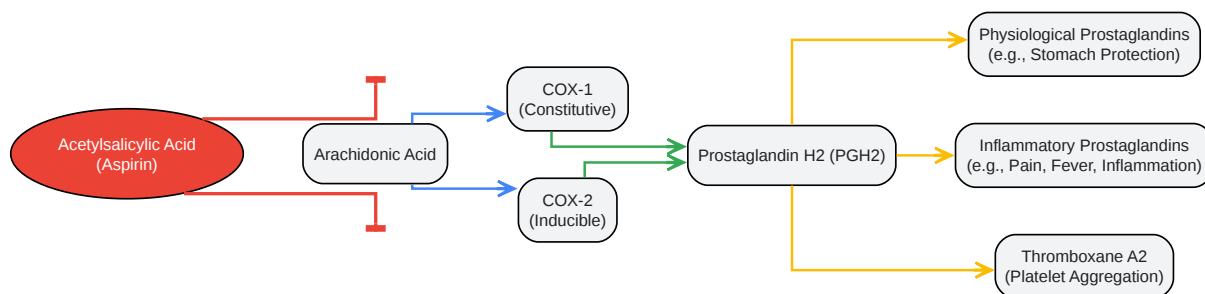 Acetylsalicylic Acid
(Aspirin)
Arachidonic Acid
COX-1
(Constitutive)
COX-2
(Inducible)
Prostaglandin H2 (PGH2)
Physiological Prostaglandins
(e.g., Stomach Protection)
Inflammatory Prostaglandins
(e.g., Pain, Fever, Inflammation)
Thromboxane A2
(Platelet Aggregation)